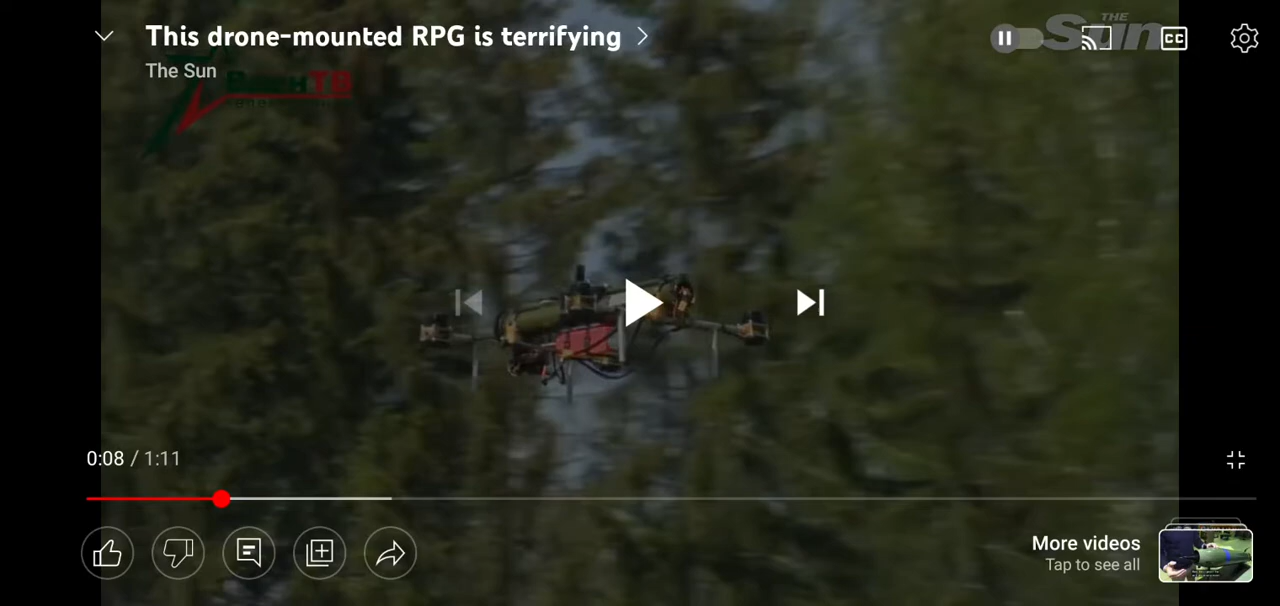 This drone-mounted RPG is terrifying
The Sun
THE
Sun
CC
ТВ
0:08 / 1:11
More videos
Tap to see all